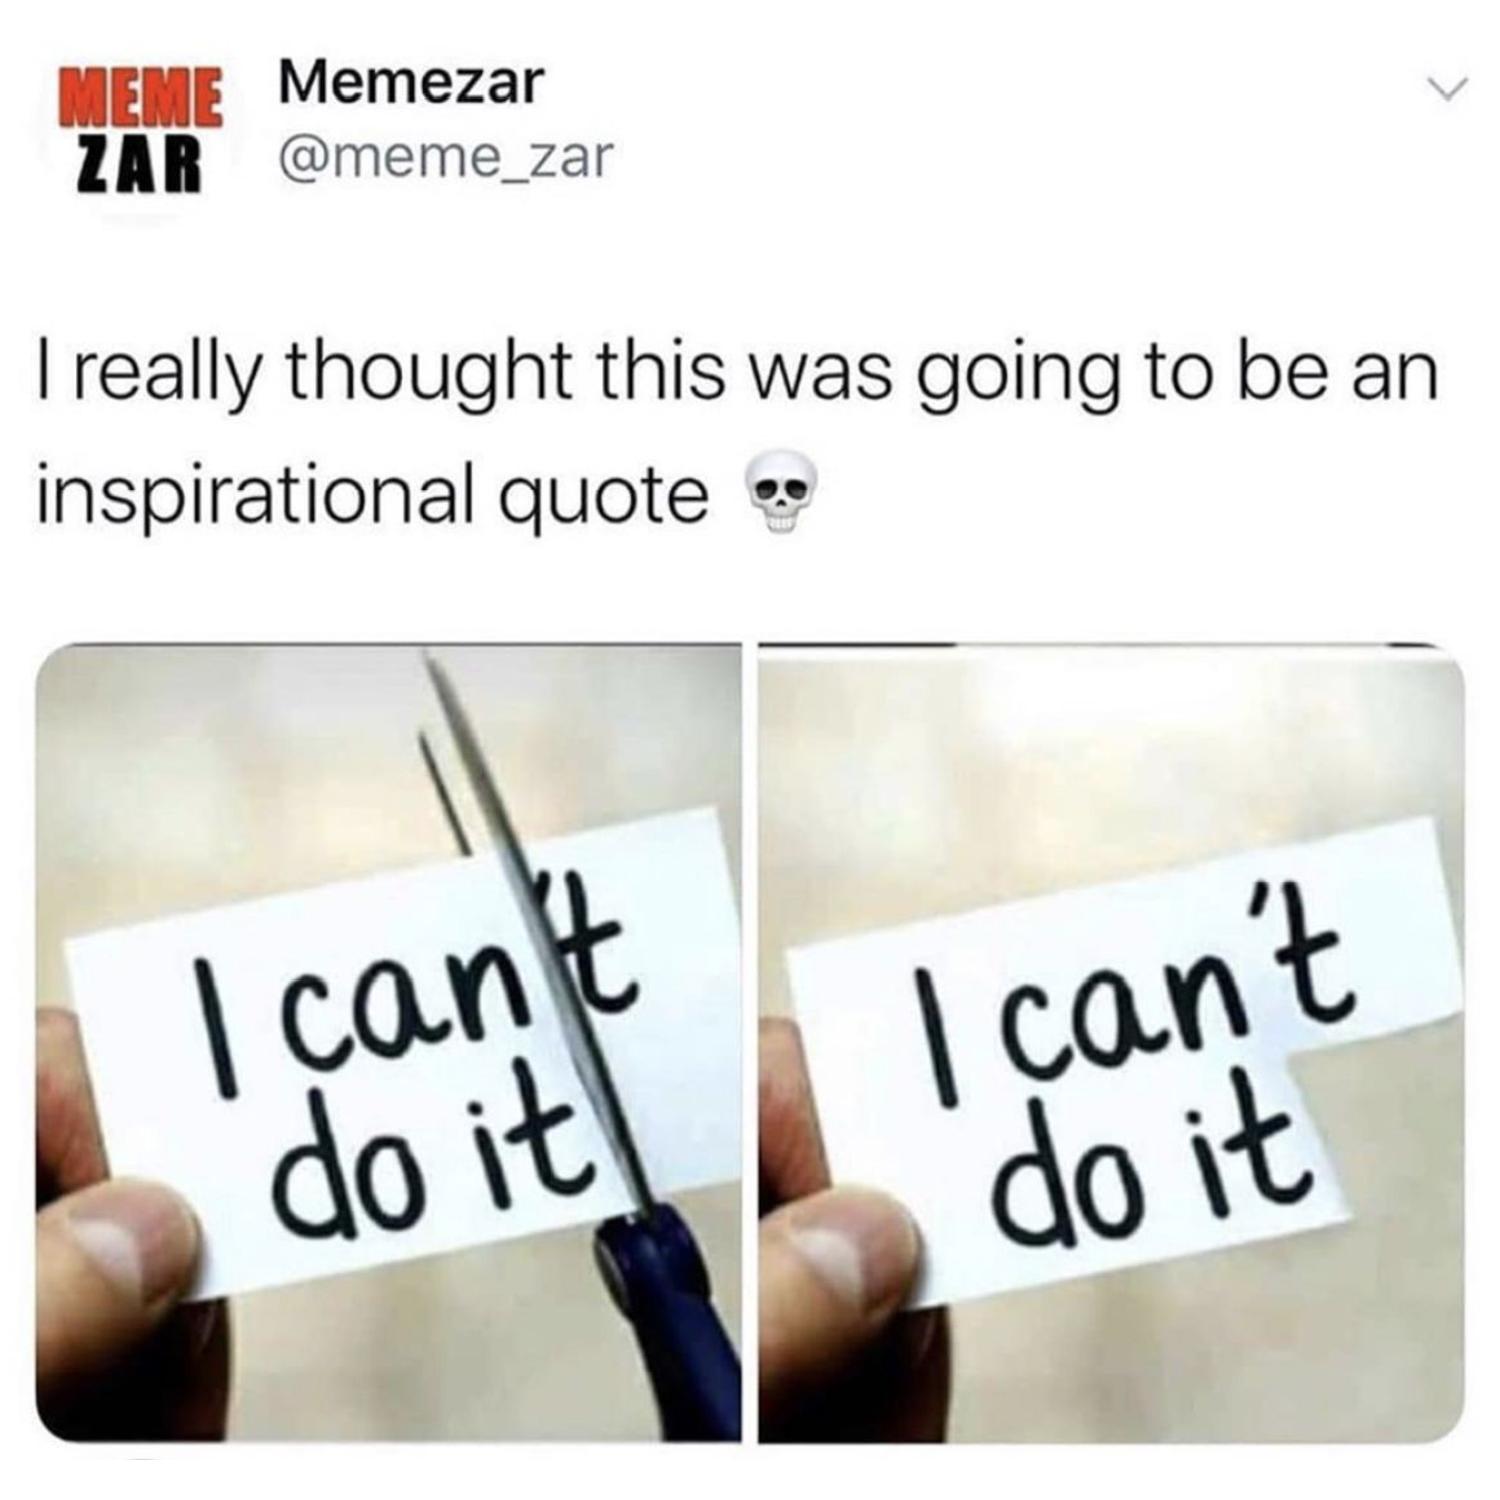 MEME
ZAR
Memezar
@meme_zar
I really thought this was going to be an
inspirational quote 💀
I can't
do it
I can't
do it